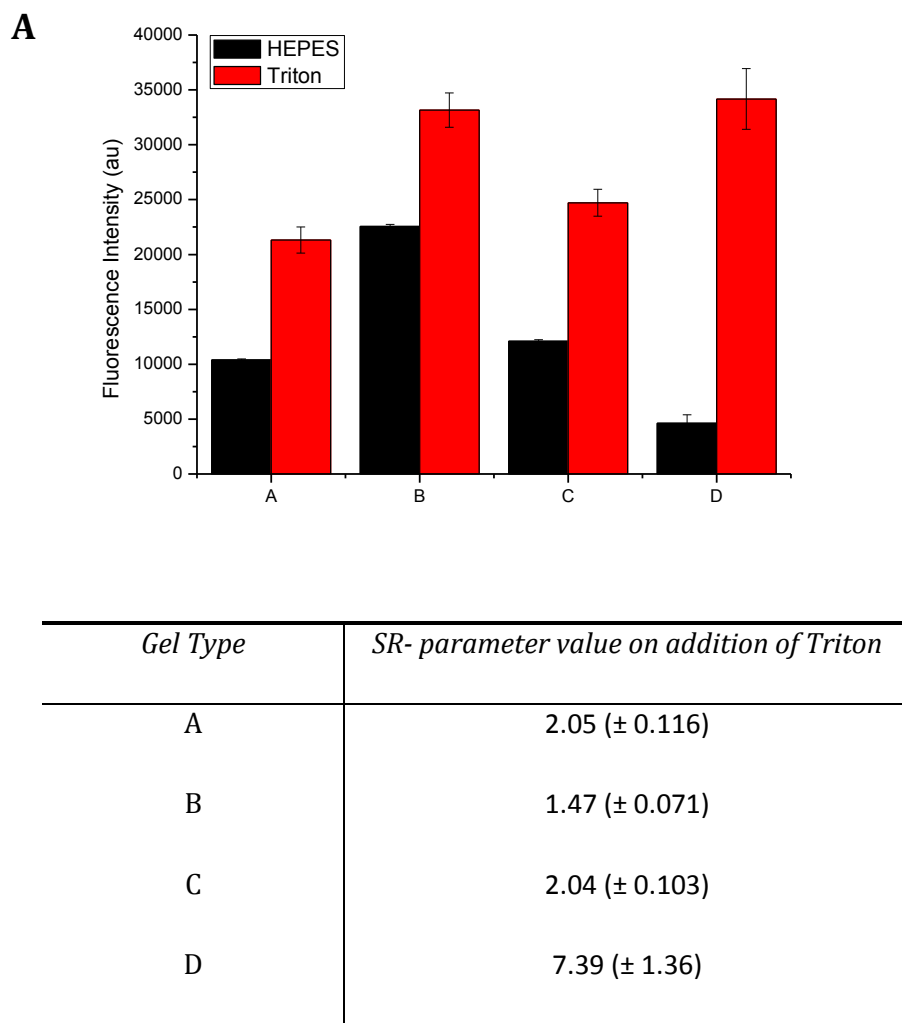 A
40000
35000
30000
25000
20000
15000
10000
5000
0
Fluorescence Intensity (au)
HEPES
Triton
A B C D
Gel Type SR- parameter value on addition of Triton
A 2.05 (± 0.116)
B 1.47 (± 0.071)
C 2.04 (± 0.103)
D 7.39 (± 1.36)